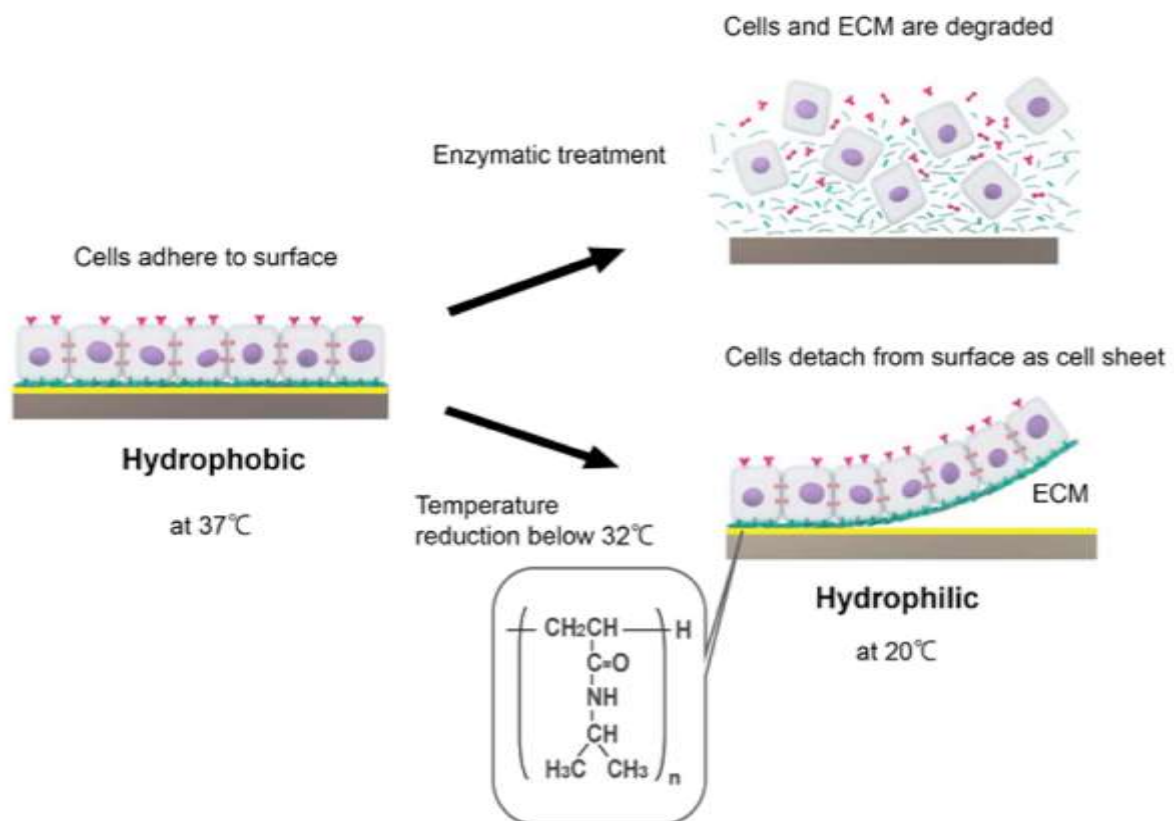 Cells and ECM are degraded
Enzymatic treatment
Cells adhere to surface
Cells detach from surface as cell sheet
Hydrophobic
ECM
at 37℃
Temperature
reduction below 32℃
Hydrophilic
at 20℃
CH₂CH
H
C=O
NH
CH
H₃C CH₃
n